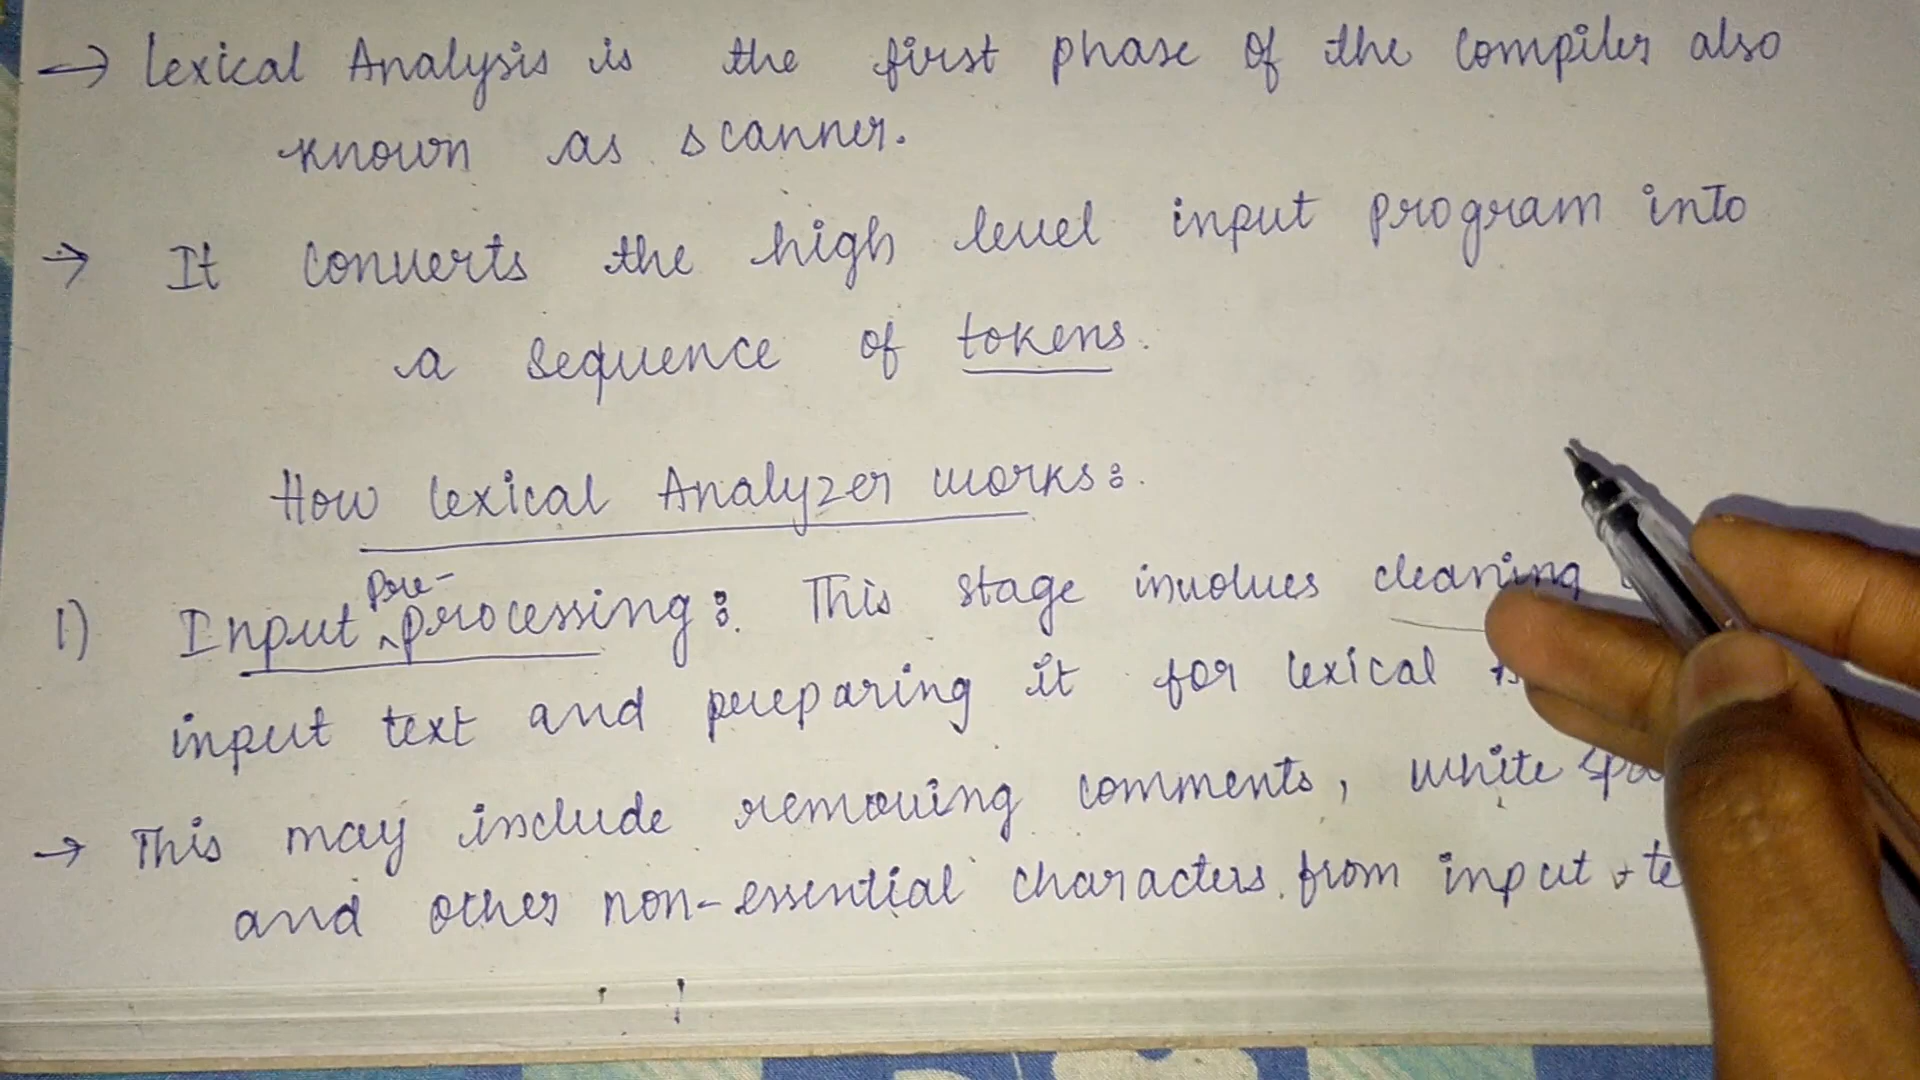 → Lexical Analysis is the first phase of the compiler also
known as scanner.
→ It converts the high level input program into
a sequence of tokens.
How lexical Analyzer works:
1) Input pre-processing: This stage involves cleaning
input text and preparing it for lexical
→ This may include removing comments, white
and other non-essential characters from input